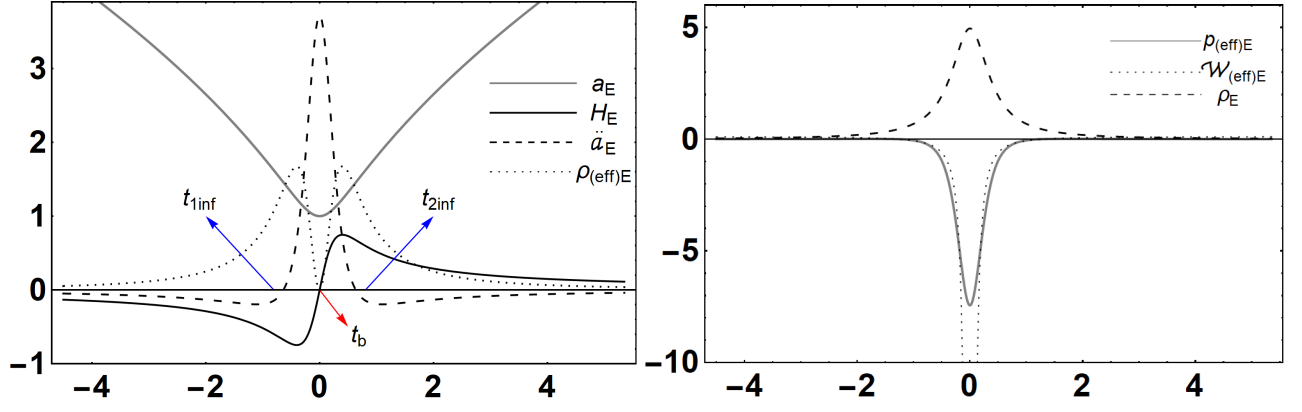 3
2
1
0
−1
−4
−2
0
2
4
a_E
H_E
ä_E
ρ_(eff)E
t_1inf
t_2inf
t_b
5
0
−5
−10
−4
−2
0
2
4
p_(eff)E
𝒲_(eff)E
ρ_E